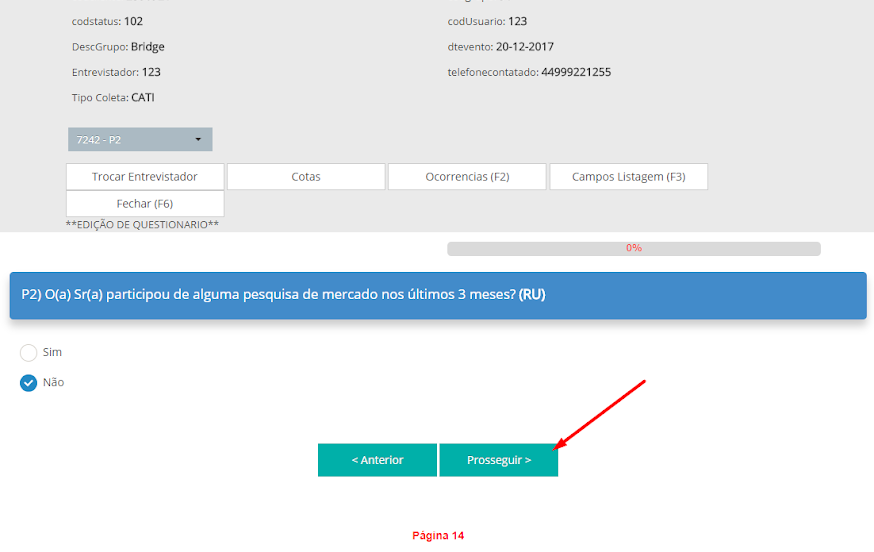 codstatus: 102
codUsuario: 123
DescGrupo: Bridge
dtevento: 20-12-2017
Entrevistador: 123
telefonecontatado: 44999221255
Tipo Coleta: CATI
7242 - P2
Trocar Entrevistador
Cotas
Ocorrencias (F2)
Campos Listagem (F3)
Fechar (F6)
**EDIÇÃO DE QUESTIONARIO**
0%
P2) O(a) Sr(a) participou de alguma pesquisa de mercado nos últimos 3 meses? (RU)
Sim
Não
< Anterior
Prosseguir >
Página 14